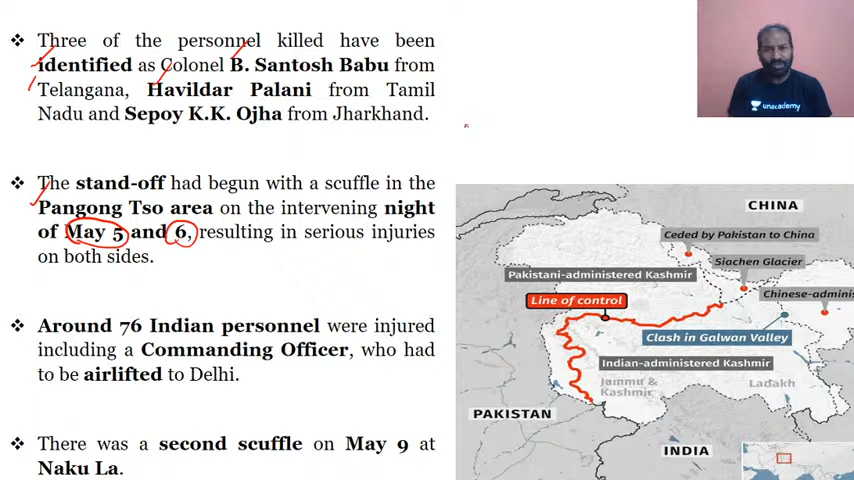 ❖ Three of the personnel killed have been
identified as Colonel B. Santosh Babu from
Telangana, Havildar Palani from Tamil
Nadu and Sepoy K.K. Ojha from Jharkhand.
❖ The stand-off had begun with a scuffle in the
Pangong Tso area on the intervening night
of May 5 and 6, resulting in serious injuries
on both sides.
❖ Around 76 Indian personnel were injured
including a Commanding Officer, who had
to be airlifted to Delhi.
❖ There was a second scuffle on May 9 at
Naku La.
unacademy
CHINA
Ceded by Pakistan to China
Siachen Glacier
Pakistani-administered Kashmir
Chinese-adminis
Line of control
Clash in Galwan Valley
Indian-administered Kashmir
Jammu &
Kashmir
Ladakh
PAKISTAN
INDIA